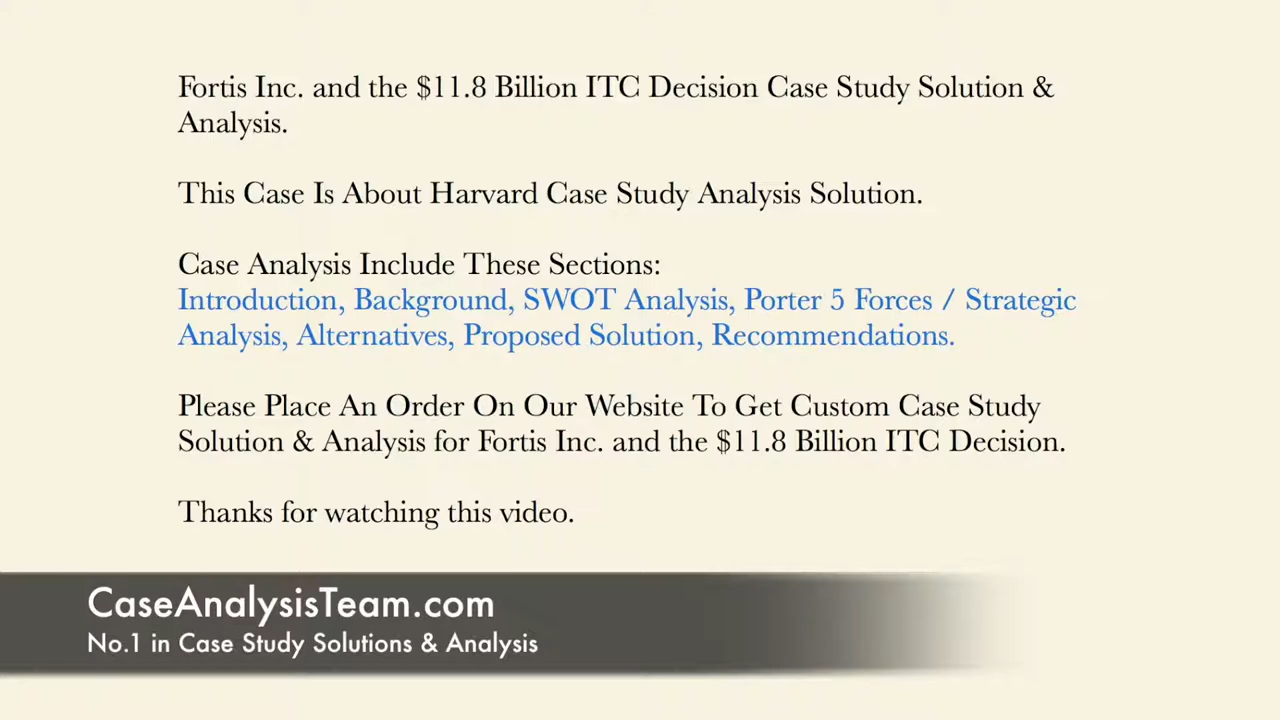 Fortis Inc. and the $11.8 Billion ITC Decision Case Study Solution &
Analysis.
This Case Is About Harvard Case Study Analysis Solution.
Case Analysis Include These Sections:
Introduction, Background, SWOT Analysis, Porter 5 Forces / Strategic
Analysis, Alternatives, Proposed Solution, Recommendations.
Please Place An Order On Our Website To Get Custom Case Study
Solution & Analysis for Fortis Inc. and the $11.8 Billion ITC Decision.
Thanks for watching this video.
CaseAnalysisTeam.com
No.1 in Case Study Solutions & Analysis